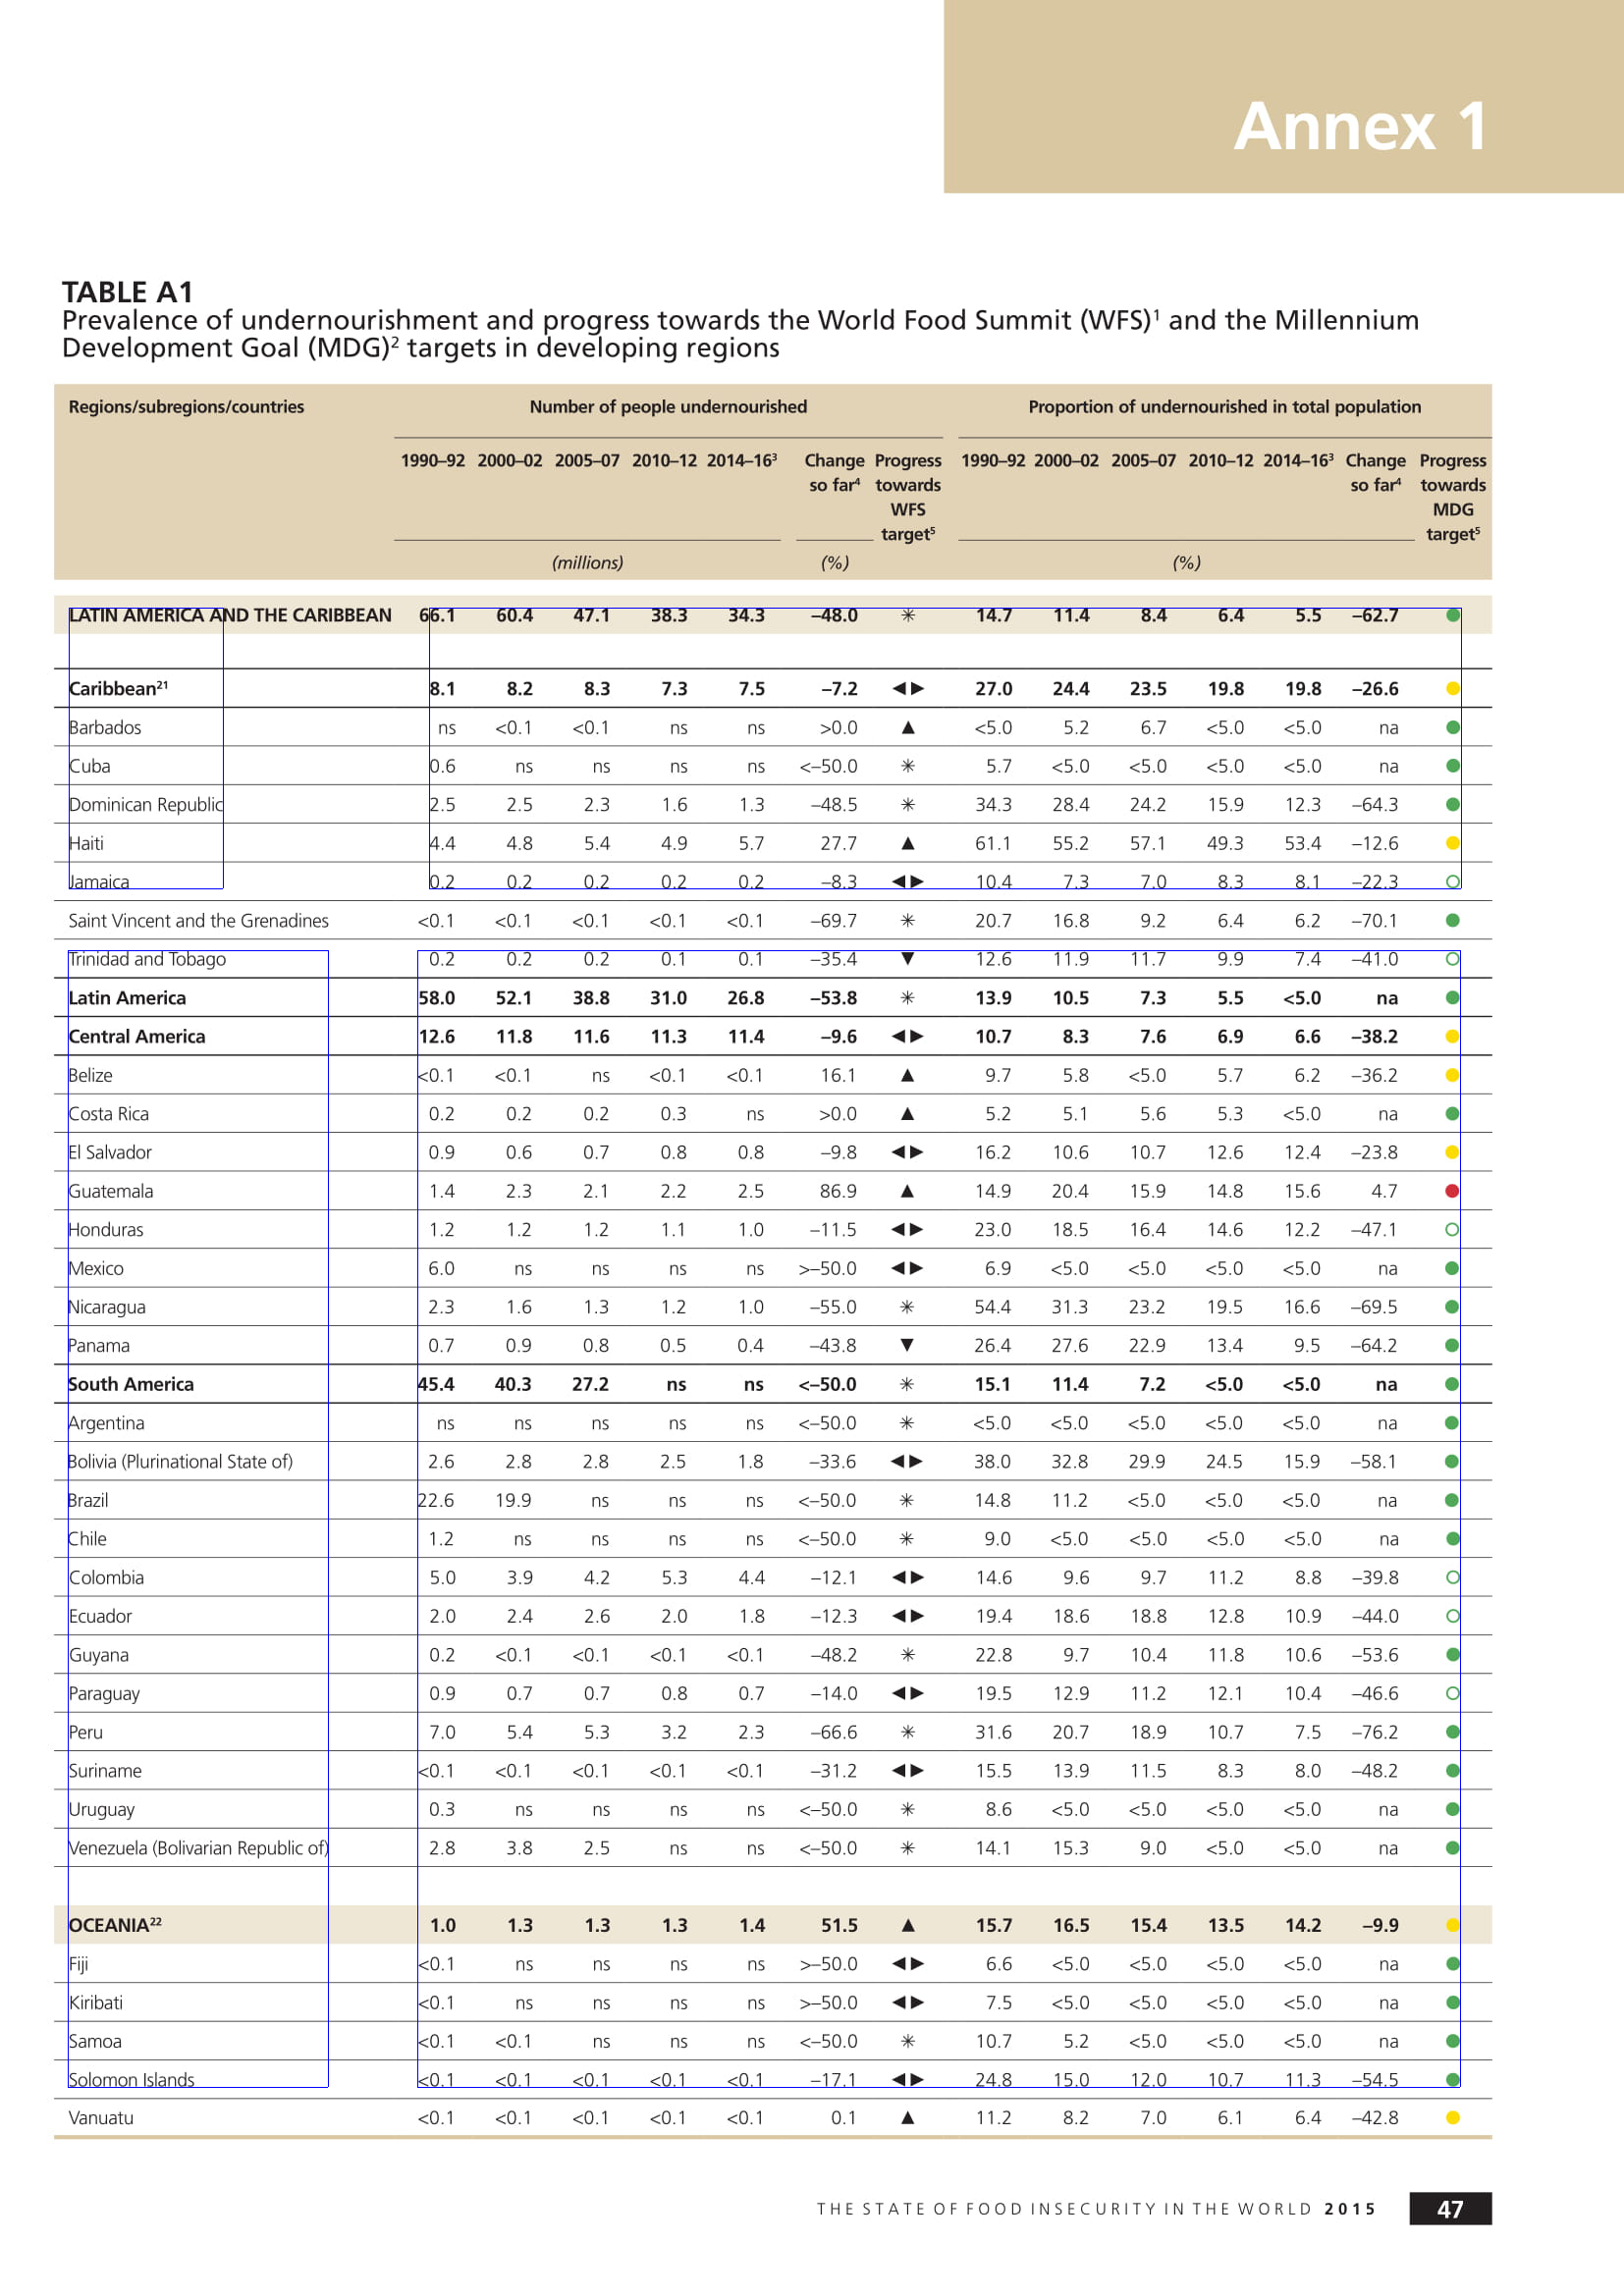 Annex 1
TABLE A1
Prevalence of undernourishment and progress towards the World Food Summit (WFS)1 and the Millennium
Development Goal (MDG)2 targets in developing regions
Regions/subregions/countries Number of people undernourished Proportion of undernourished in total population
1990–92 2000–02 2005–07 2010–12 2014–163 Change Progress 1990–92 2000–02 2005–07 2010–12 2014–163 Change Progress
so far4 towards so far4 towards
WFS MDG
target5 target5
(millions) (%) (%)
LATIN AMERICA AND THE CARIBBEAN 66.1 60.4 47.1 38.3 34.3 –48.0 ✳ 14.7 11.4 8.4 6.4 5.5 –62.7 ●
Caribbean21 8.1 8.2 8.3 7.3 7.5 –7.2 ◀▶ 27.0 24.4 23.5 19.8 19.8 –26.6 ●
Barbados ns <0.1 <0.1 ns ns >0.0 ▲ <5.0 5.2 6.7 <5.0 <5.0 na ●
Cuba 0.6 ns ns ns ns <–50.0 ✳ 5.7 <5.0 <5.0 <5.0 <5.0 na ●
Dominican Republic 2.5 2.5 2.3 1.6 1.3 –48.5 ✳ 34.3 28.4 24.2 15.9 12.3 –64.3 ●
Haiti 4.4 4.8 5.4 4.9 5.7 27.7 ▲ 61.1 55.2 57.1 49.3 53.4 –12.6 ●
Jamaica 0.2 0.2 0.2 0.2 0.2 –8.3 ◀▶ 10.4 7.3 7.0 8.3 8.1 –22.3 ○
Saint Vincent and the Grenadines <0.1 <0.1 <0.1 <0.1 <0.1 –69.7 ✳ 20.7 16.8 9.2 6.4 6.2 –70.1 ●
Trinidad and Tobago 0.2 0.2 0.2 0.1 0.1 –35.4 ▼ 12.6 11.9 11.7 9.9 7.4 –41.0 ○
Latin America 58.0 52.1 38.8 31.0 26.8 –53.8 ✳ 13.9 10.5 7.3 5.5 <5.0 na ●
Central America 12.6 11.8 11.6 11.3 11.4 –9.6 ◀▶ 10.7 8.3 7.6 6.9 6.6 –38.2 ●
Belize <0.1 <0.1 ns <0.1 <0.1 16.1 ▲ 9.7 5.8 <5.0 5.7 6.2 –36.2 ●
Costa Rica 0.2 0.2 0.2 0.3 ns >0.0 ▲ 5.2 5.1 5.6 5.3 <5.0 na ●
El Salvador 0.9 0.6 0.7 0.8 0.8 –9.8 ◀▶ 16.2 10.6 10.7 12.6 12.4 –23.8 ●
Guatemala 1.4 2.3 2.1 2.2 2.5 86.9 ▲ 14.9 20.4 15.9 14.8 15.6 4.7 ●
Honduras 1.2 1.2 1.2 1.1 1.0 –11.5 ◀▶ 23.0 18.5 16.4 14.6 12.2 –47.1 ○
Mexico 6.0 ns ns ns ns >–50.0 ◀▶ 6.9 <5.0 <5.0 <5.0 <5.0 na ●
Nicaragua 2.3 1.6 1.3 1.2 1.0 –55.0 ✳ 54.4 31.3 23.2 19.5 16.6 –69.5 ●
Panama 0.7 0.9 0.8 0.5 0.4 –43.8 ▼ 26.4 27.6 22.9 13.4 9.5 –64.2 ●
South America 45.4 40.3 27.2 ns ns <–50.0 ✳ 15.1 11.4 7.2 <5.0 <5.0 na ●
Argentina ns ns ns ns ns <–50.0 ✳ <5.0 <5.0 <5.0 <5.0 <5.0 na ●
Bolivia (Plurinational State of) 2.6 2.8 2.8 2.5 1.8 –33.6 ◀▶ 38.0 32.8 29.9 24.5 15.9 –58.1 ●
Brazil 22.6 19.9 ns ns ns <–50.0 ✳ 14.8 11.2 <5.0 <5.0 <5.0 na ●
Chile 1.2 ns ns ns ns <–50.0 ✳ 9.0 <5.0 <5.0 <5.0 <5.0 na ●
Colombia 5.0 3.9 4.2 5.3 4.4 –12.1 ◀▶ 14.6 9.6 9.7 11.2 8.8 –39.8 ○
Ecuador 2.0 2.4 2.6 2.0 1.8 –12.3 ◀▶ 19.4 18.6 18.8 12.8 10.9 –44.0 ○
Guyana 0.2 <0.1 <0.1 <0.1 <0.1 –48.2 ✳ 22.8 9.7 10.4 11.8 10.6 –53.6 ●
Paraguay 0.9 0.7 0.7 0.8 0.7 –14.0 ◀▶ 19.5 12.9 11.2 12.1 10.4 –46.6 ○
Peru 7.0 5.4 5.3 3.2 2.3 –66.6 ✳ 31.6 20.7 18.9 10.7 7.5 –76.2 ●
Suriname <0.1 <0.1 <0.1 <0.1 <0.1 –31.2 ◀▶ 15.5 13.9 11.5 8.3 8.0 –48.2 ●
Uruguay 0.3 ns ns ns ns <–50.0 ✳ 8.6 <5.0 <5.0 <5.0 <5.0 na ●
Venezuela (Bolivarian Republic of) 2.8 3.8 2.5 ns ns <–50.0 ✳ 14.1 15.3 9.0 <5.0 <5.0 na ●
OCEANIA22 1.0 1.3 1.3 1.3 1.4 51.5 ▲ 15.7 16.5 15.4 13.5 14.2 –9.9 ●
Fiji <0.1 ns ns ns ns >–50.0 ◀▶ 6.6 <5.0 <5.0 <5.0 <5.0 na ●
Kiribati <0.1 ns ns ns ns >–50.0 ◀▶ 7.5 <5.0 <5.0 <5.0 <5.0 na ●
Samoa <0.1 <0.1 ns ns ns <–50.0 ✳ 10.7 5.2 <5.0 <5.0 <5.0 na ●
Solomon Islands <0.1 <0.1 <0.1 <0.1 <0.1 –17.1 ◀▶ 24.8 15.0 12.0 10.7 11.3 –54.5 ●
Vanuatu <0.1 <0.1 <0.1 <0.1 <0.1 0.1 ▲ 11.2 8.2 7.0 6.1 6.4 –42.8 ●
THE STATE OF FOOD INSECURITY IN THE WORLD 2015 47